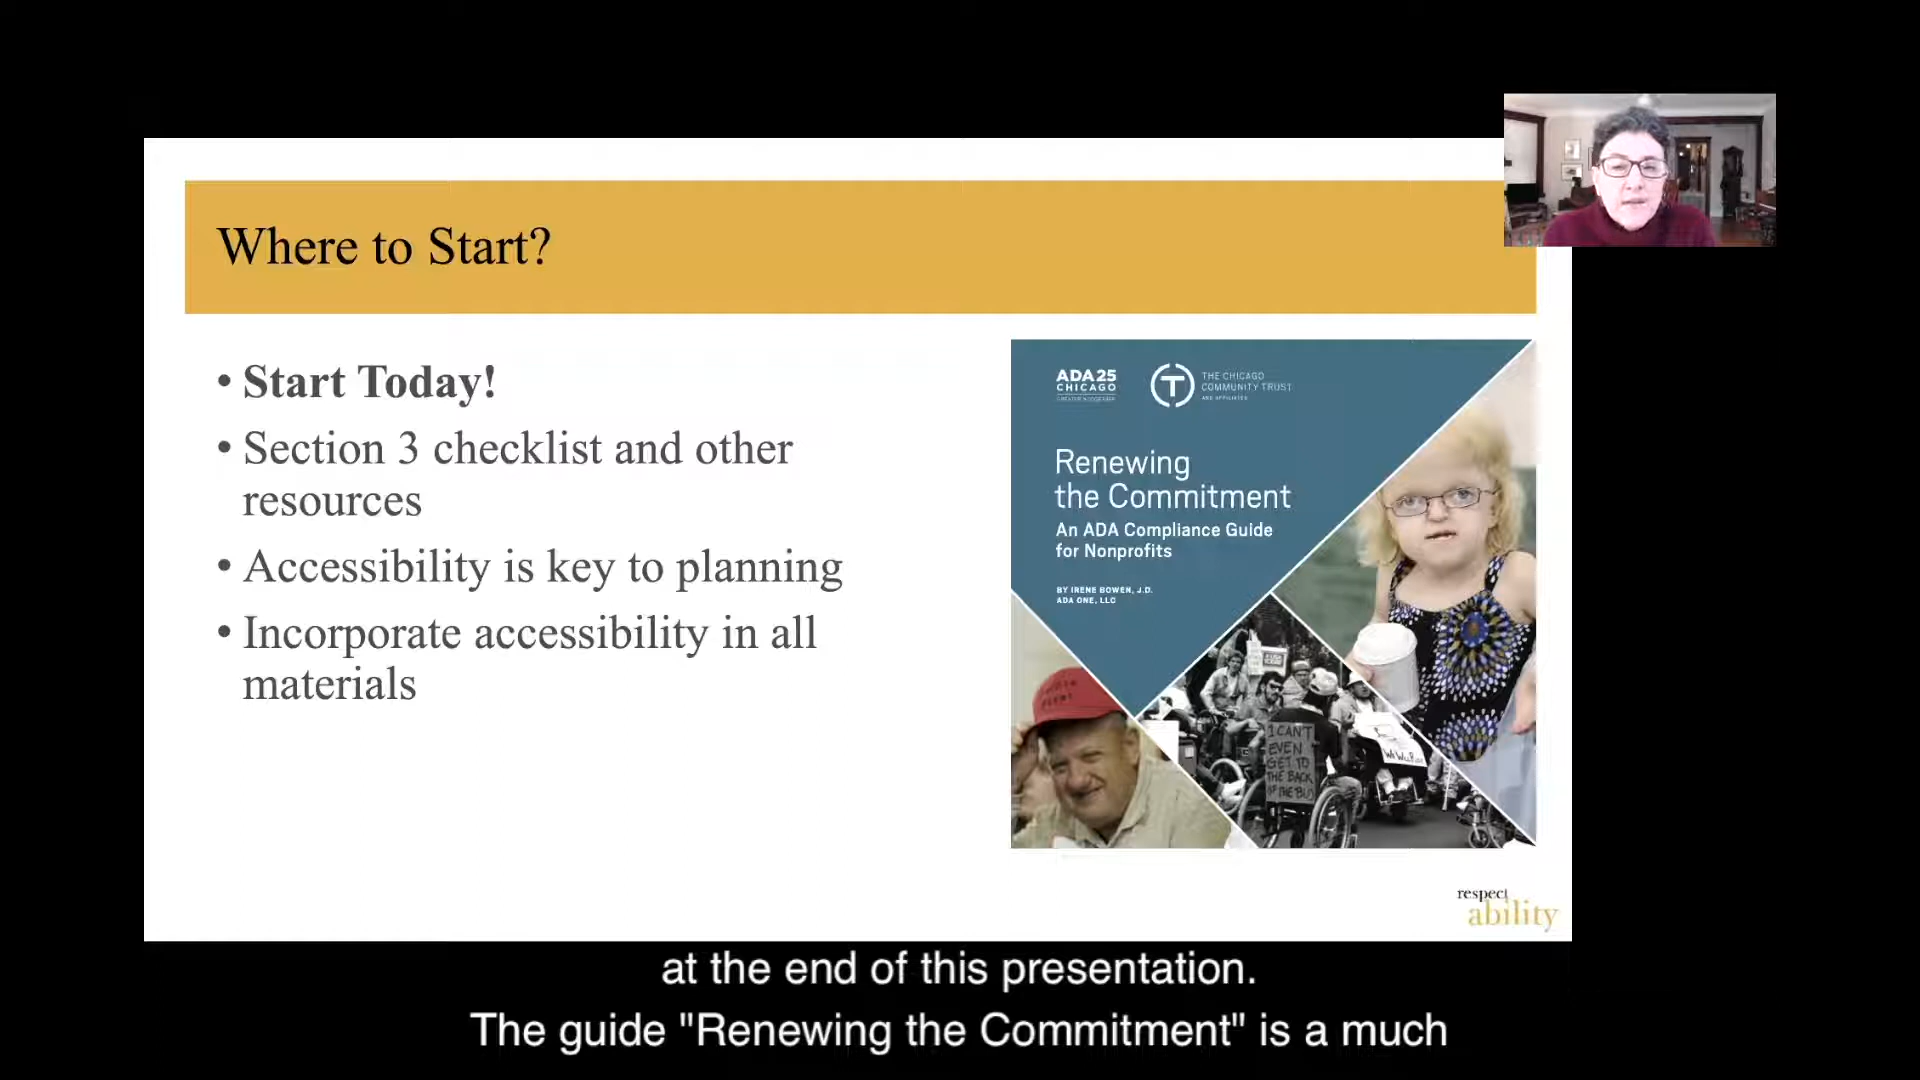 Where to Start?
• Start Today!
• Section 3 checklist and other
resources
• Accessibility is key to planning
• Incorporate accessibility in all
materials
ADA25
CHICAGO
THE CHICAGO
COMMUNITY TRUST
AND AFFILIATES
Renewing
the Commitment
An ADA Compliance Guide
for Nonprofits
BY IRENE BOWEN, J.D.
ADA ONE, LLC
I CAN'T
EVEN
GET TO
THE BACK
OF THE BUS
respect
ability
at the end of this presentation.
The guide "Renewing the Commitment" is a much